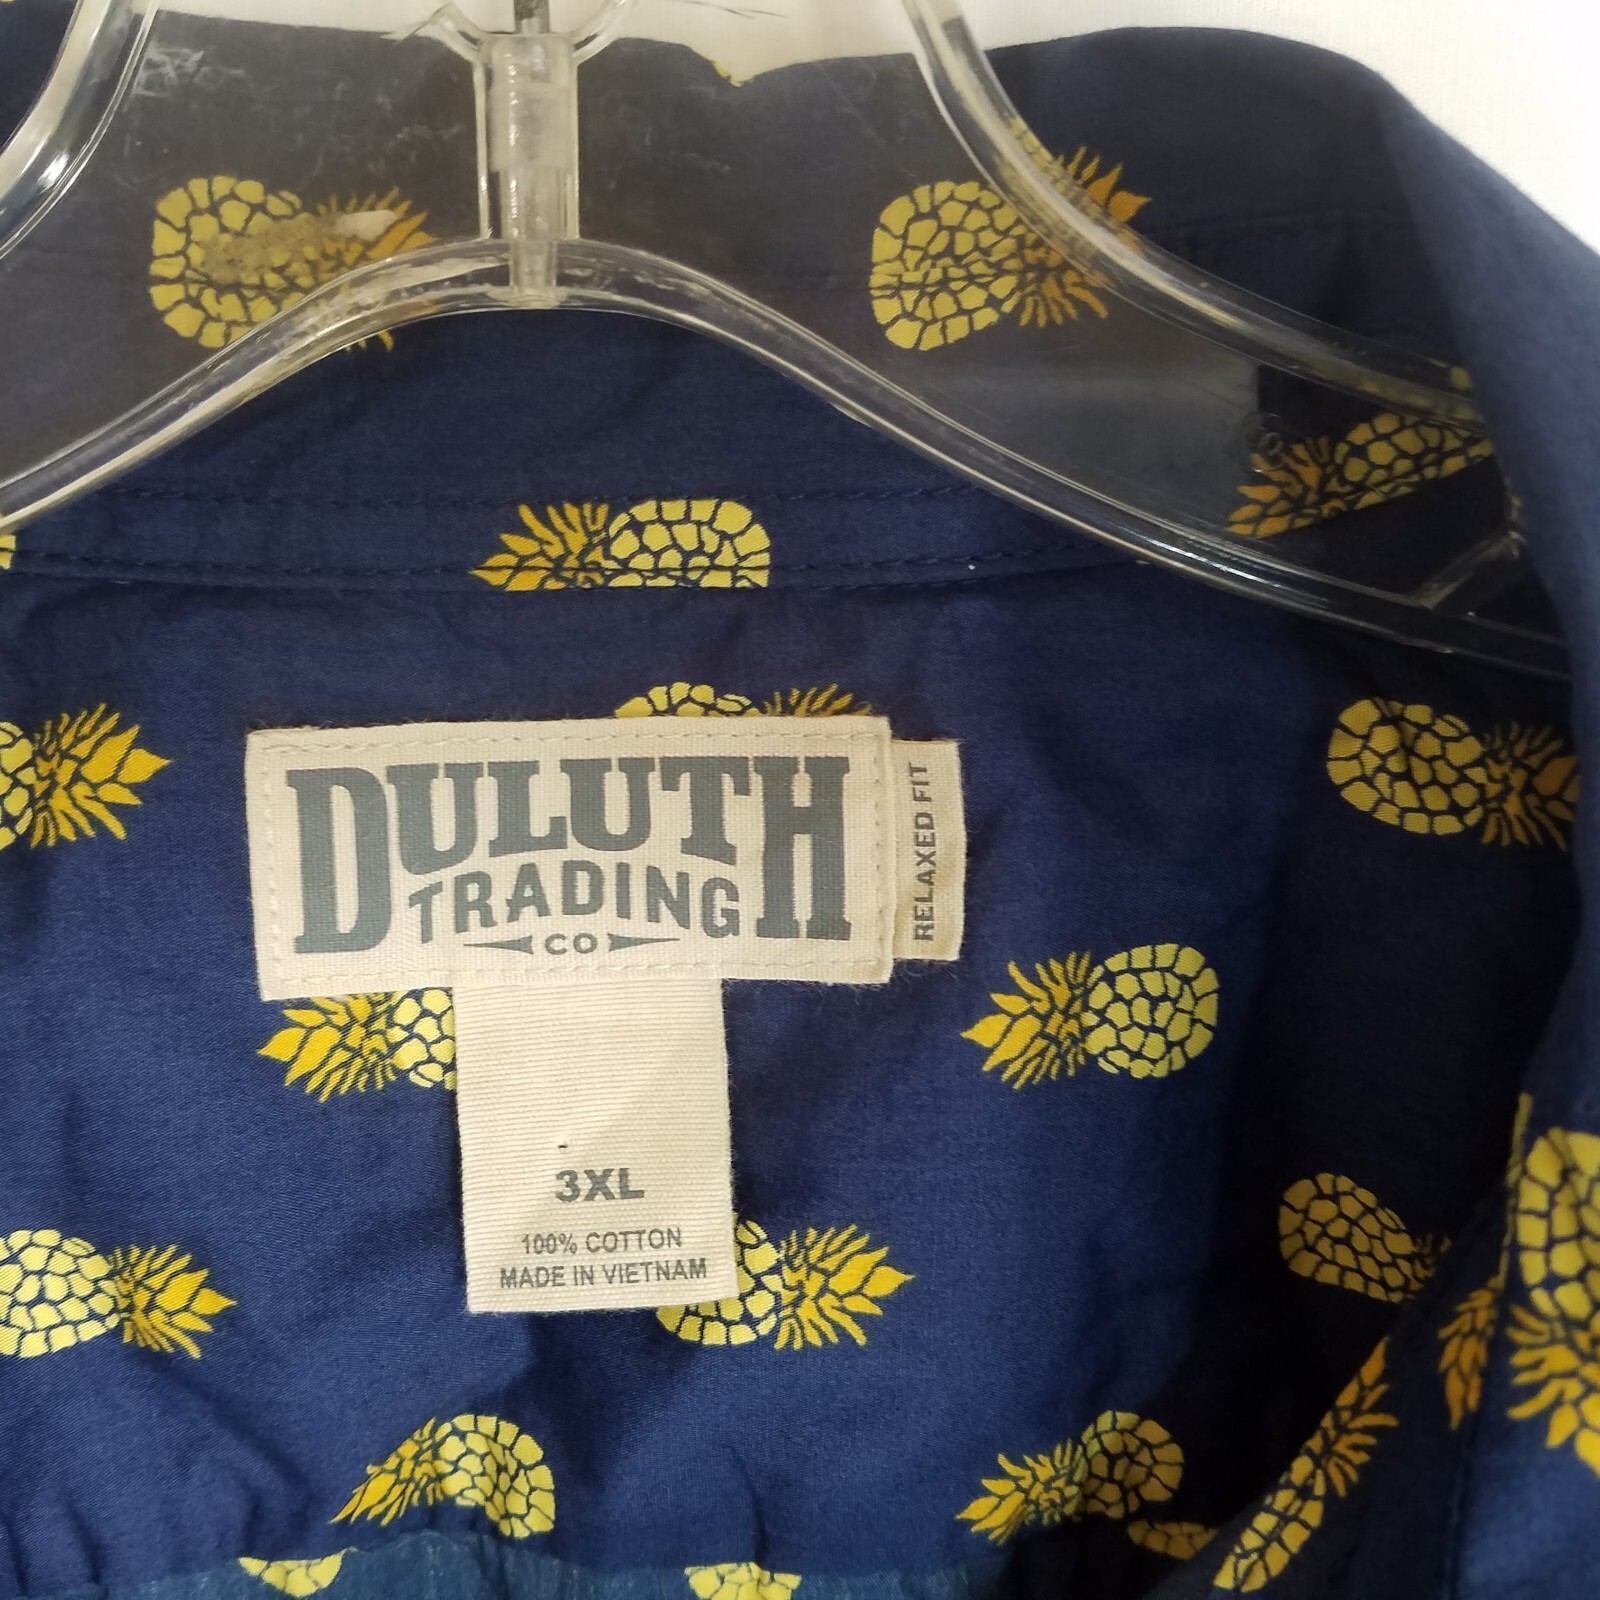 DULUTH
TRADING
CO
RELAXED FIT
3XL
100% COTTON
MADE IN VIETNAM